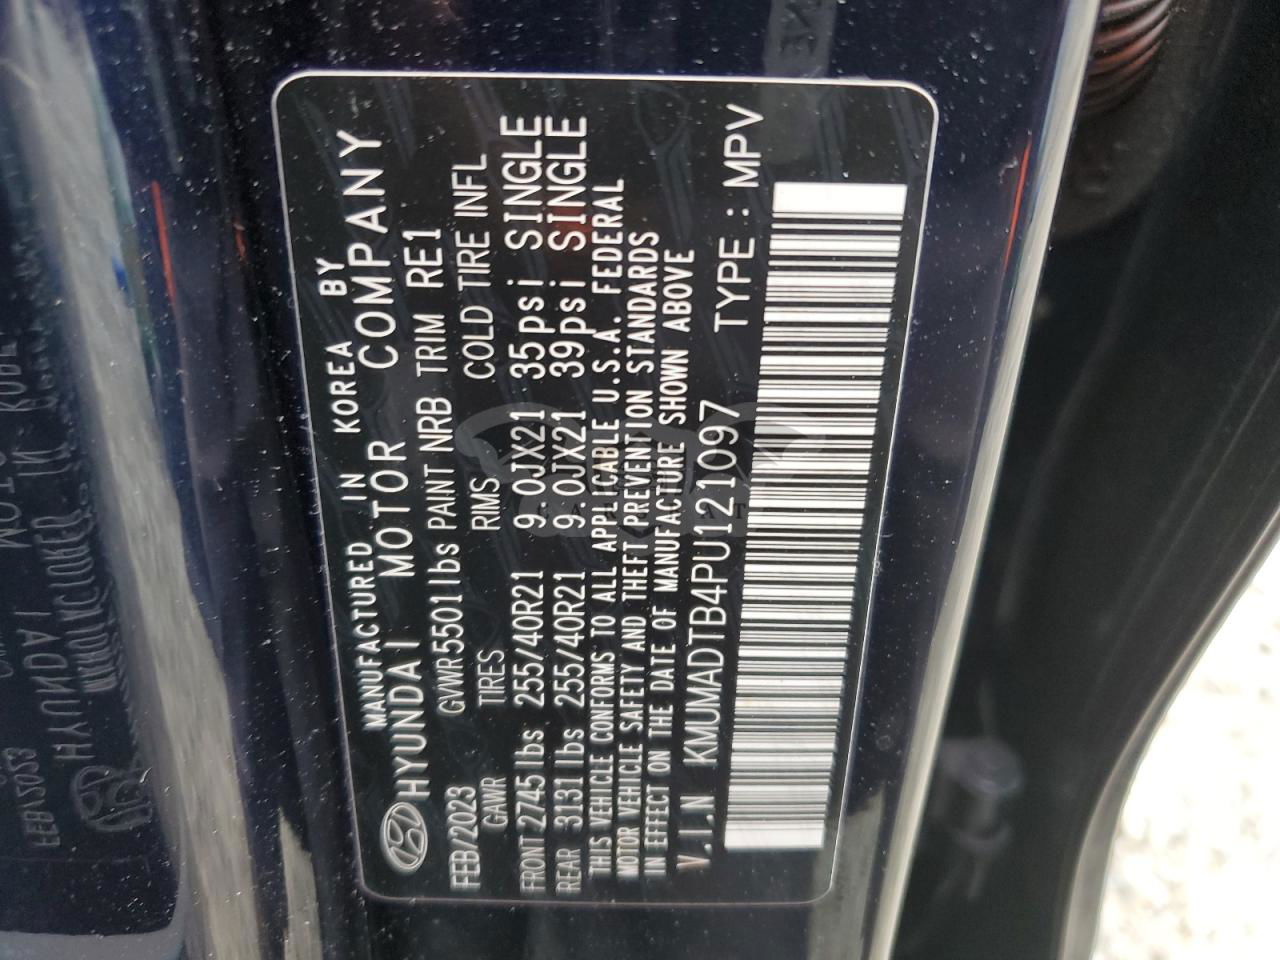 MANUFACTURED IN KOREA BY
HYUNDAI MOTOR COMPANY
FEB/2023 GVWR 5501lbs PAINT NRB TRIM RE1
GAWR TIRES RIMS COLD TIRE INFL
FRONT 2745lbs 255/40R21 9.0JX21 35psi SINGLE
REAR 3131lbs 255/40R21 9.0JX21 39psi SINGLE
THIS VEHICLE CONFORMS TO ALL APPLICABLE U.S.A. FEDERAL
MOTOR VEHICLE SAFETY AND THEFT PREVENTION STANDARDS
IN EFFECT ON THE DATE OF MANUFACTURE SHOWN ABOVE
V.I.N KMUMADTB4PU121097 TYPE : MPV